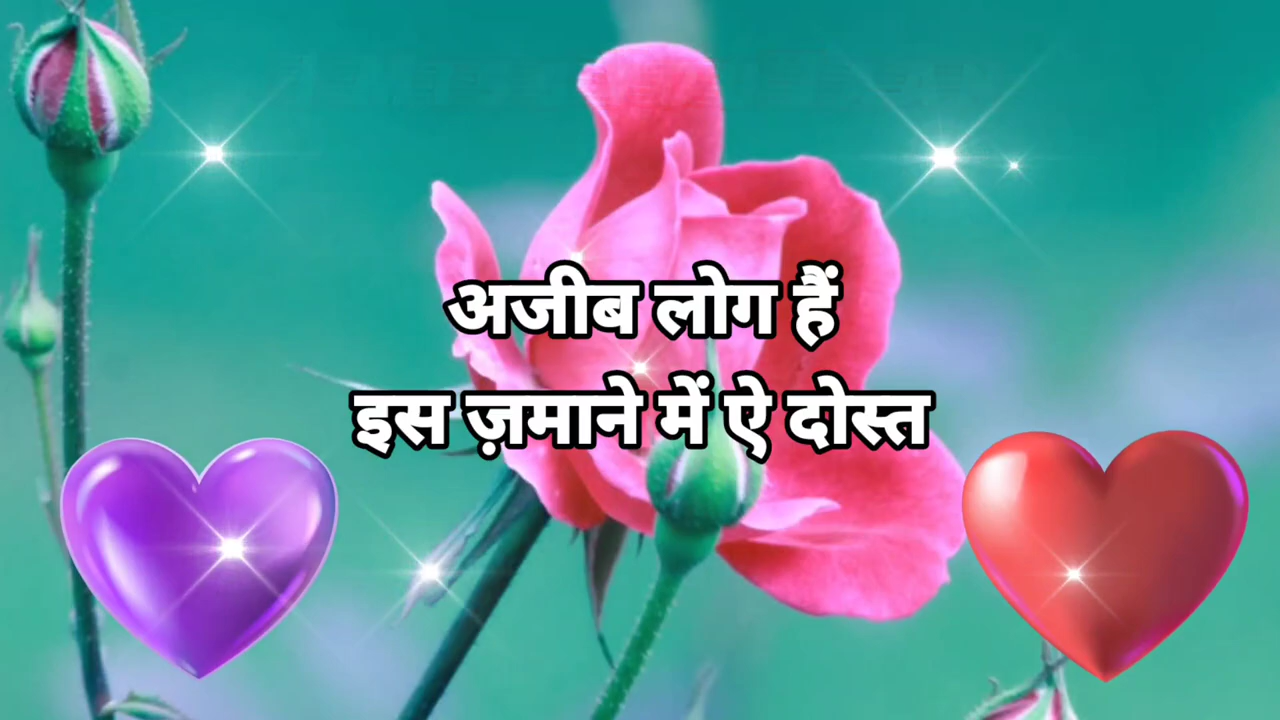 अजीब लोग हैं
इस ज़माने में ऐ दोस्त